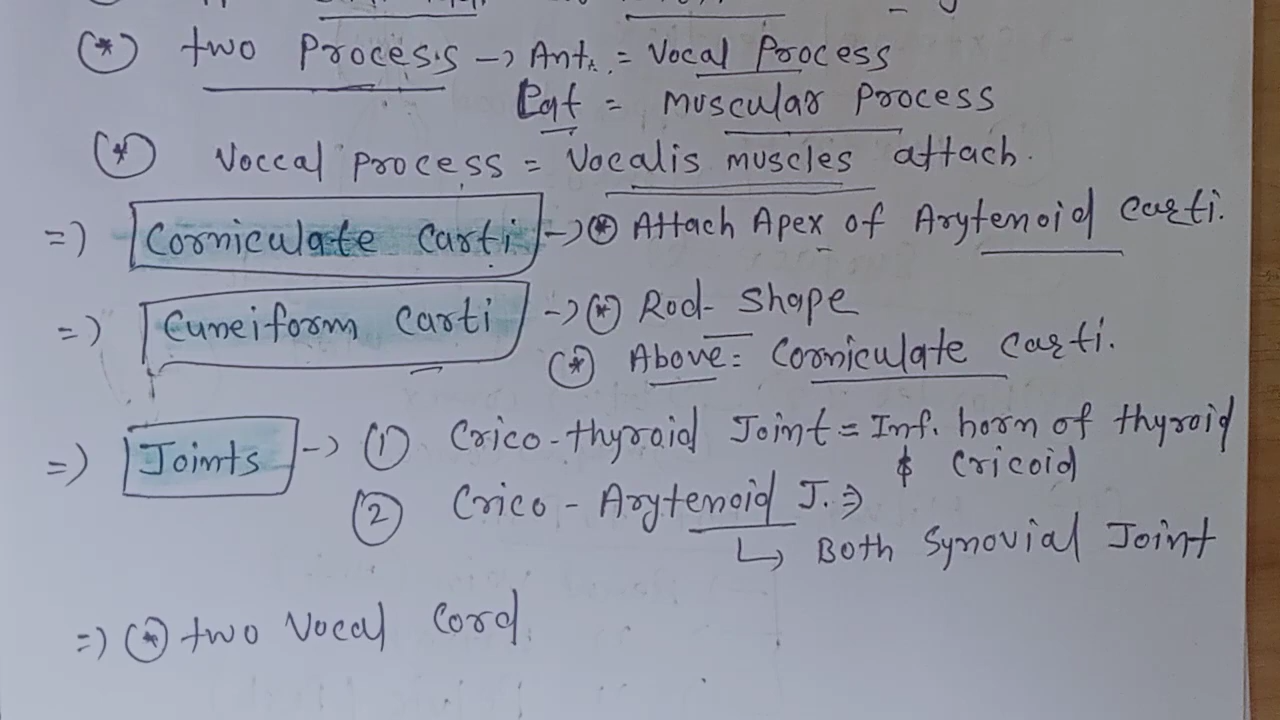 (*) two Process → Ant. = Vocal Process
Lat = muscular process
(*) Voccal process = Vocalis muscles attach.
=) Corniculate Carti → (*) Attach Apex of Arytenoid Carti.
=) Cuneiform Carti → (*) Rod-Shape
(*) Above = Corniculate Carti.
=) Joints → (1) Crico-thyroid Joint = Inf. horn of thyroid
& Cricoid
(2) Crico-Arytenoid J. ⇒
↳ Both Synovial Joint
=) (*) two Vocal Cord